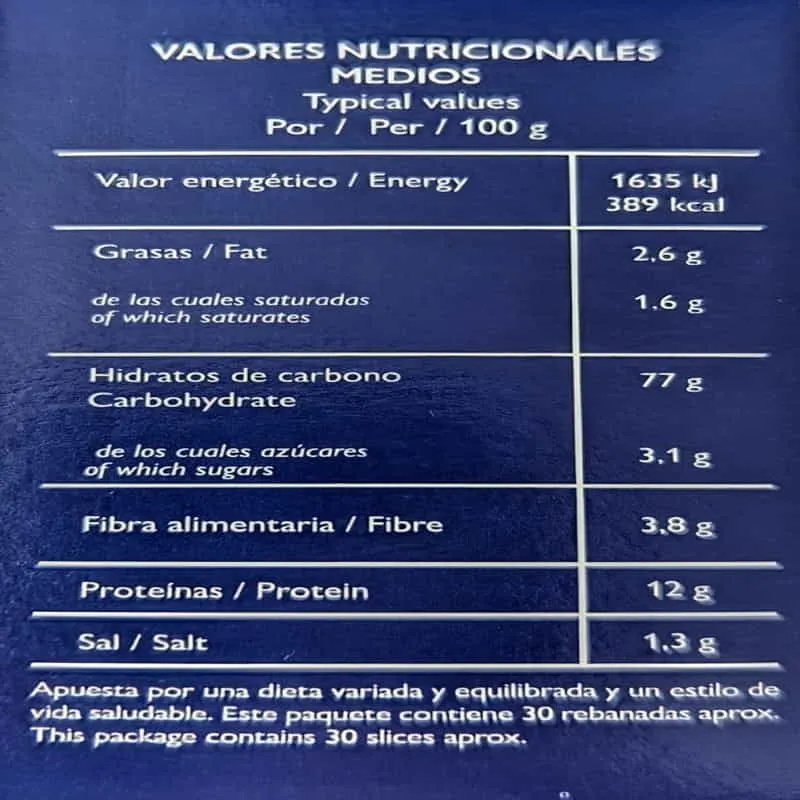 VALORES NUTRICIONALES
MEDIOS
Typical values
Por / Per / 100 g
Valor energético / Energy 1635 kJ
389 kcal
Grasas / Fat 2,6 g
de las cuales saturadas 1.6 g
of which saturates
Hidratos de carbono 77 g
Carbohydrate
de los cuales azúcares 3,1 g
of which sugars
Fibra alimentaria / Fibre 3,8 g
Proteínas / Protein 12 g
Sal / Salt 1,3 g
Apuesta por una dieta variada y equilibrada y un estilo de
vida saludable. Este paquete contiene 30 rebanadas aprox.
This package contains 30 slices aprox.